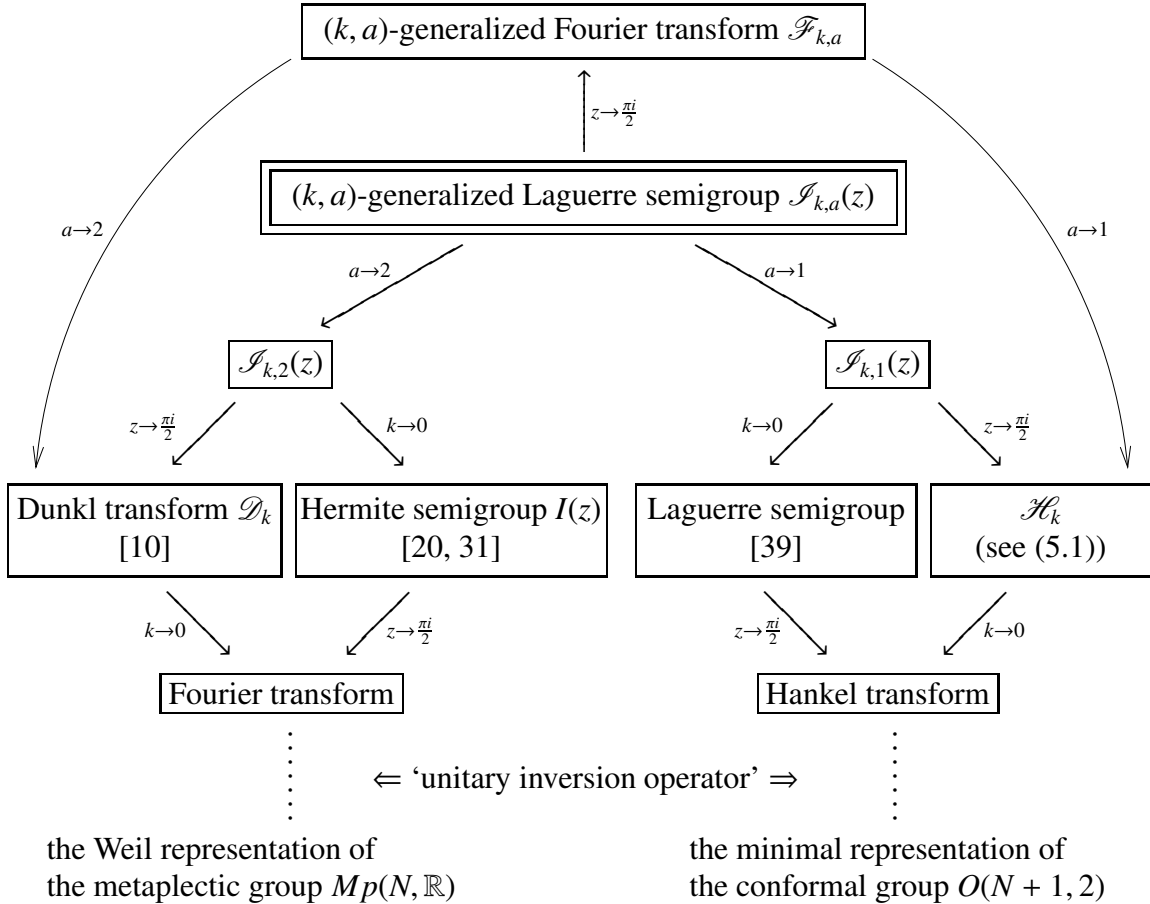 (k, a)-generalized Fourier transform ℱ_{k,a}
z→πi/2
(k, a)-generalized Laguerre semigroup ℐ_{k,a}(z)
a→2
a→1
a→2
a→1
ℐ_{k,2}(z)
ℐ_{k,1}(z)
z→πi/2
k→0
k→0
z→πi/2
Dunkl transform 𝒟_k
[10]
Hermite semigroup I(z)
[20, 31]
Laguerre semigroup
[39]
ℋ_k
(see (5.1))
k→0
z→πi/2
z→πi/2
k→0
Fourier transform
Hankel transform
⇐ ‘unitary inversion operator’ ⇒
the Weil representation of
the metaplectic group Mp(N, ℝ)
the minimal representation of
the conformal group O(N + 1, 2)